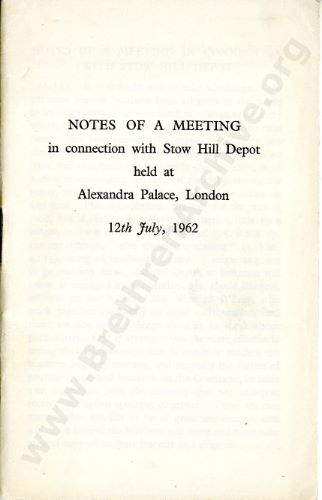 NOTES OF A MEETING
in connection with Stow Hill Depot
held at
Alexandra Palace, London
12th July, 1962
www.BrethrenArchive.org